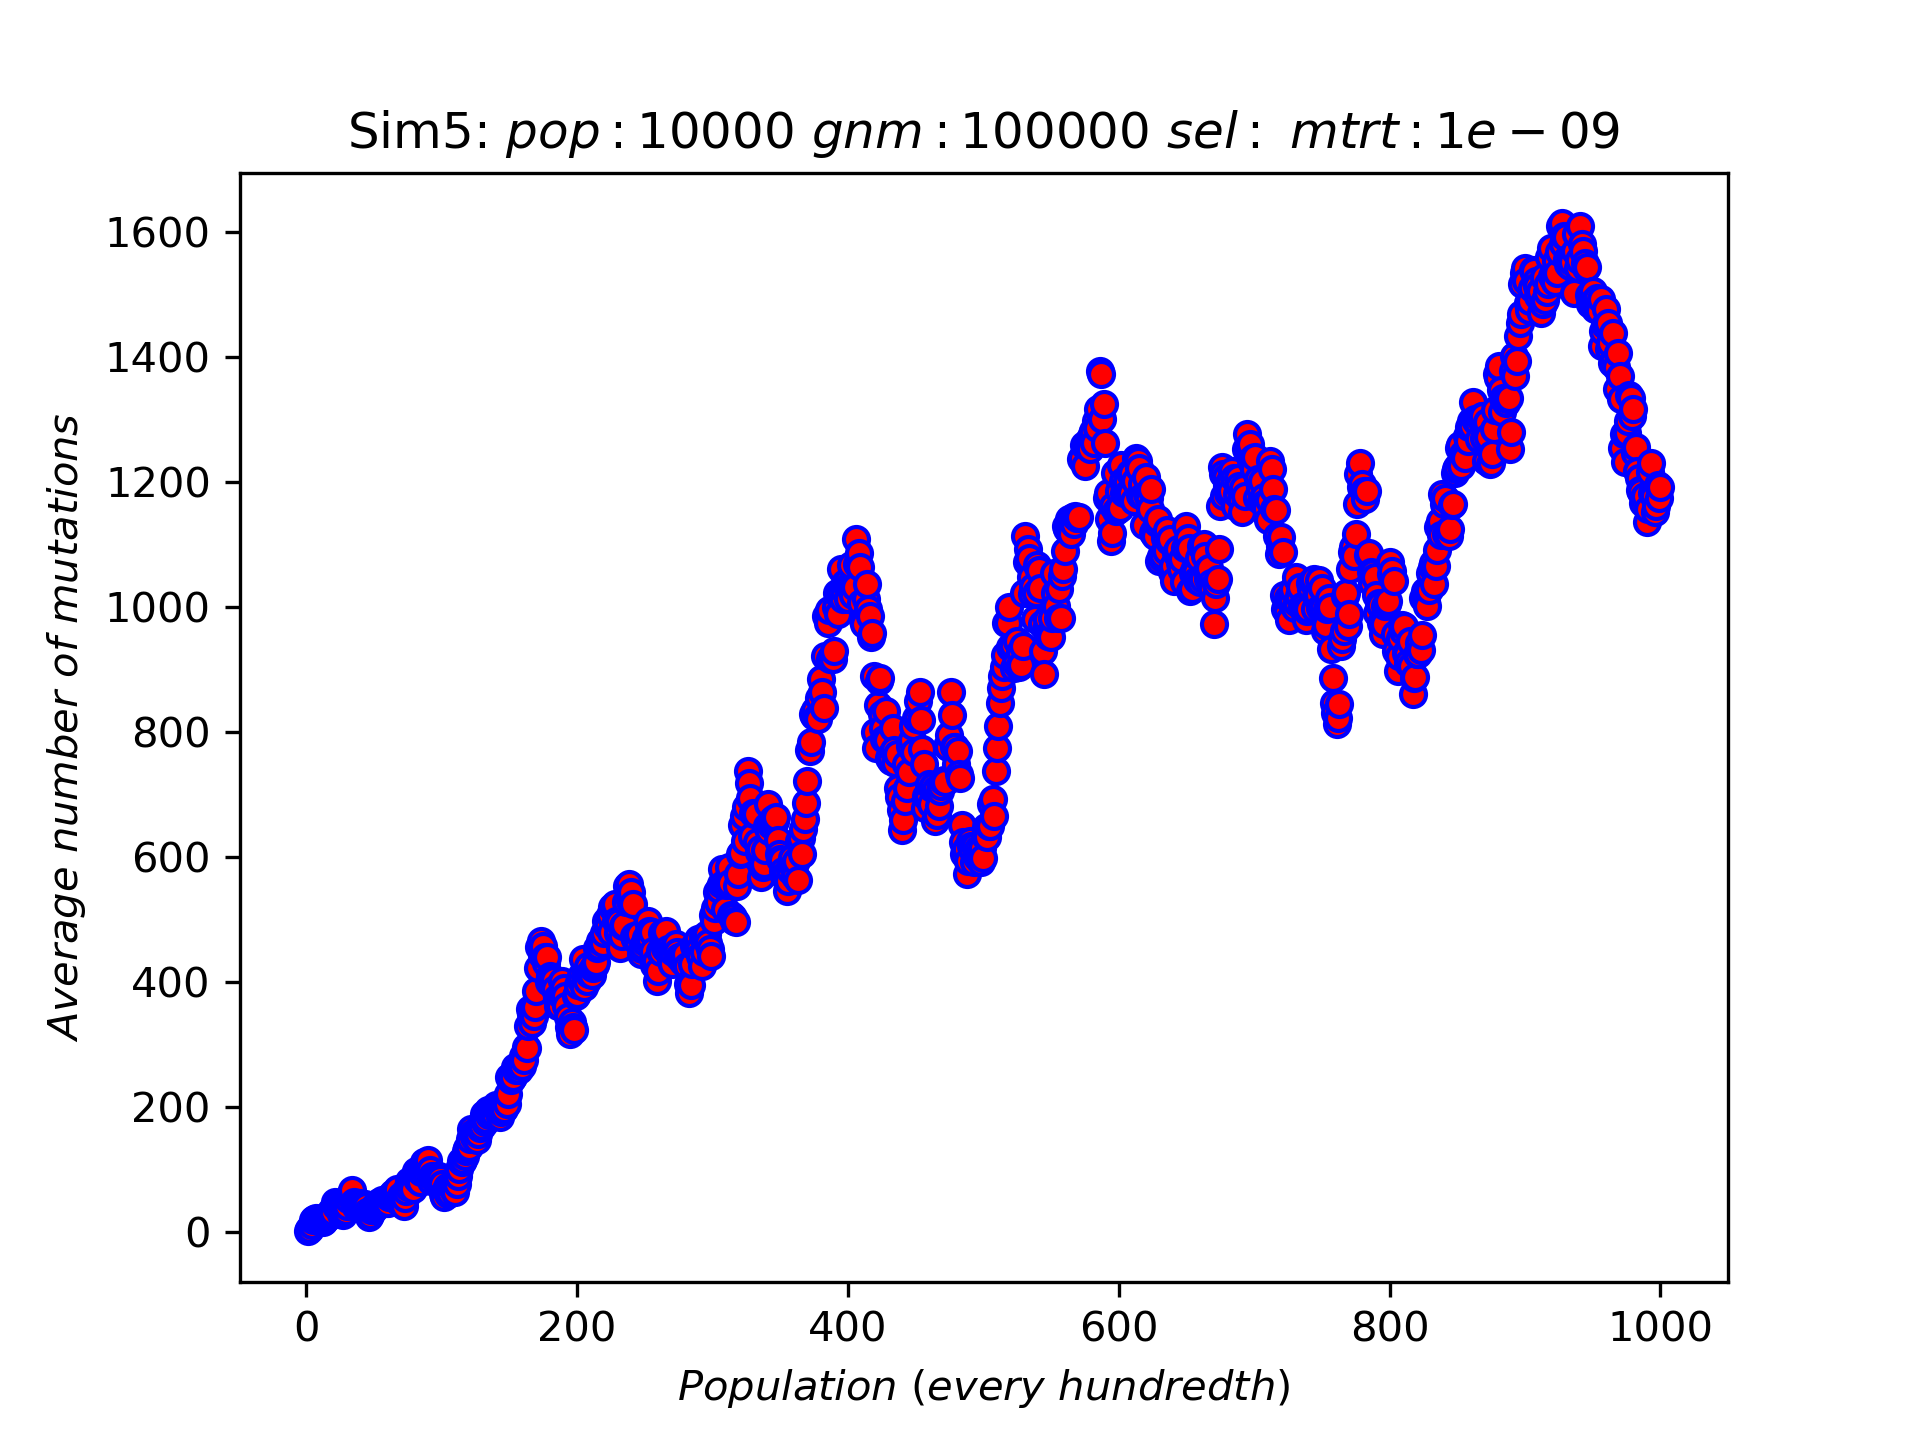 Sim5: pop : 10000 gnm : 100000 sel : mtrt : 1e − 09
1600
1400
1200
1000
800
600
400
200
0
Average number of mutations
0 200 400 600 800 1000
Population (every hundredth)